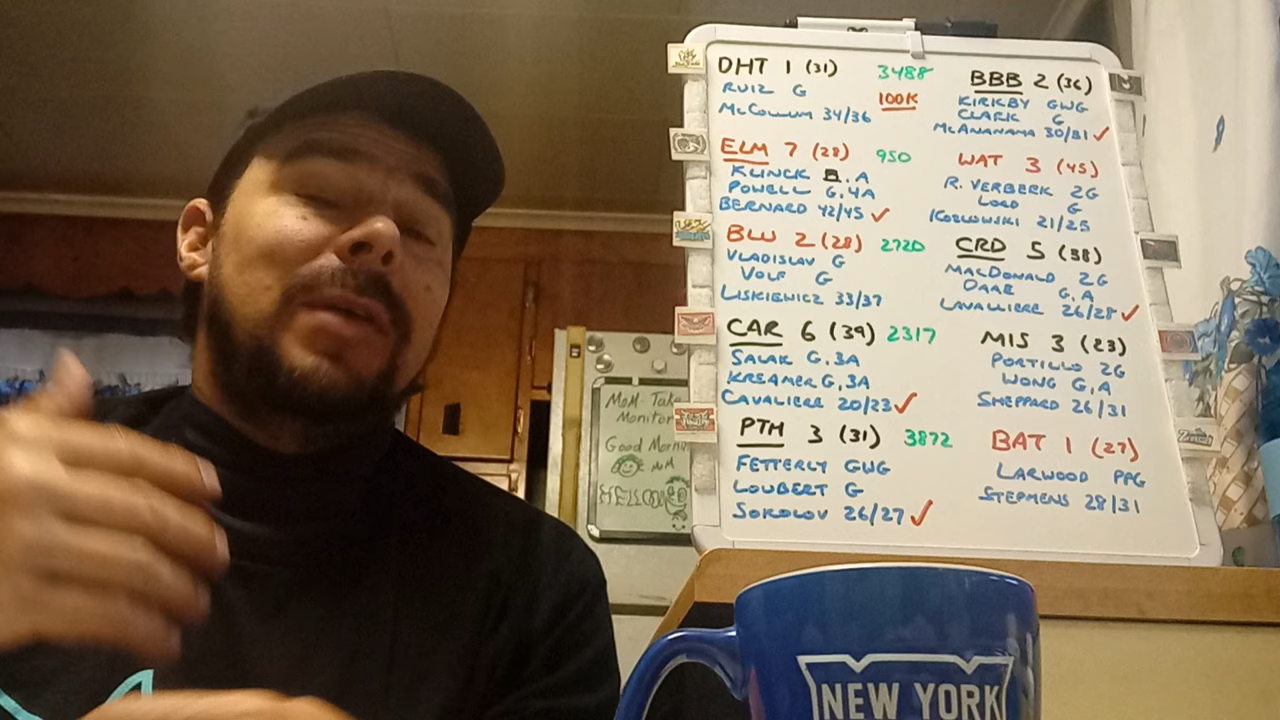 DHT 1 (31) 3488 BBB 2 (36)
RUIZ G 100K KIRKBY GWG
CLARK G
McCOLLUM 34/36 McANANAMA 30/31 ✓
ELM 7 (28) 950 WAT 3 (45)
KLINCK B.A R. VERBEEK 2G
POWELL G, 4A LORD G
BERNARD 42/45 ✓ KOZLOWSKI 21/25
BLU 2 (28) 2720 CRD 5 (38)
VLADISLAV G MACDONALD 2G
VOLF G DAAE G, A
LISKIEWICZ 33/37 LAVALLIERE 26/28 ✓
CAR 6 (39) 2317 MIS 3 (23)
SALAK G. 3A PORTILLO 2G
KREAMER G, 3A WONG G, A
CAVALIERE 20/23 ✓ SHEPPARD 26/31
PTH 3 (31) 3872 BAT 1 (27)
FETTERLY GWG LARWOOD PPG
LOUBERT G STEPHENS 28/31
SOKOLOV 26/27 ✓
MOM Take
Monitor
Good Morni
MOM
NEW YORK